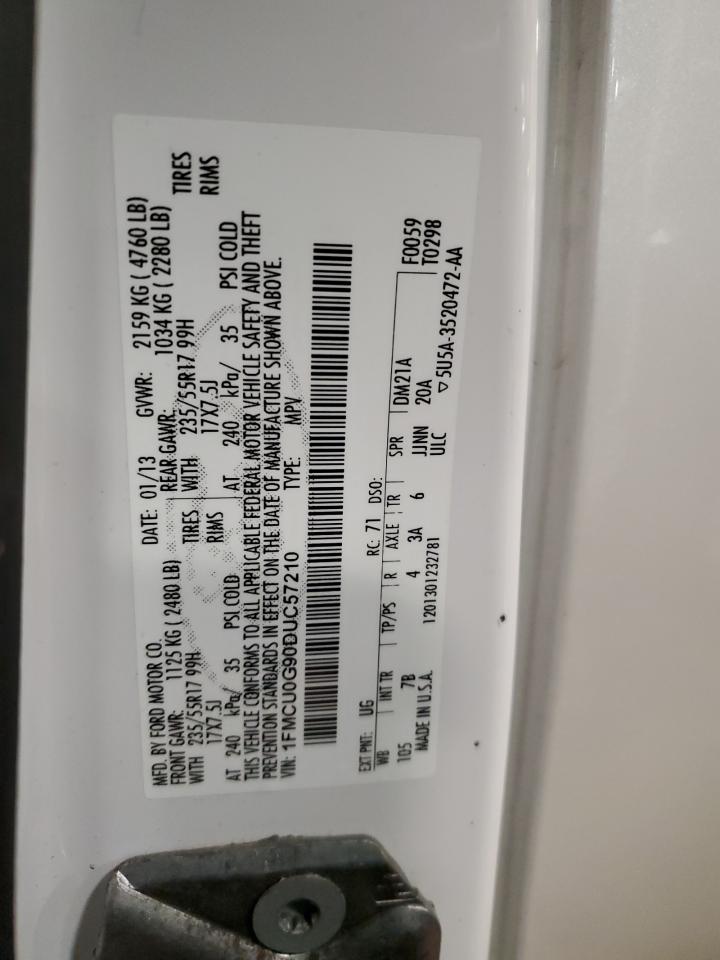 MFD. BY FORD MOTOR CO.
DATE: 01/13 GVWR: 2159 KG ( 4760 LB)
FRONT GAWR: 1125 KG ( 2480 LB) REAR GAWR: 1034 KG ( 2280 LB)
WITH 235/55R17 99H TIRES WITH 235/55R17 99H TIRES
17X7.5J RIMS 17X7.5J RIMS
AT 240 kPa/ 35 PSI COLD AT 240 kPa/ 35 PSI COLD
THIS VEHICLE CONFORMS TO ALL APPLICABLE FEDERAL MOTOR VEHICLE SAFETY AND THEFT
PREVENTION STANDARDS IN EFFECT ON THE DATE OF MANUFACTURE SHOWN ABOVE.
VIN: 1FMCU0G90DUC57210 TYPE: MPV
EXT PNT: UG RC: 71 DSO: F0059
WB INT TR TP/PS R AXLE TR SPR DM21A T0298
105 7B 4 3A 6 JJNN 20A
MADE IN U.S.A. 1201301232781 ULC ▽5U5A-3520472-AA